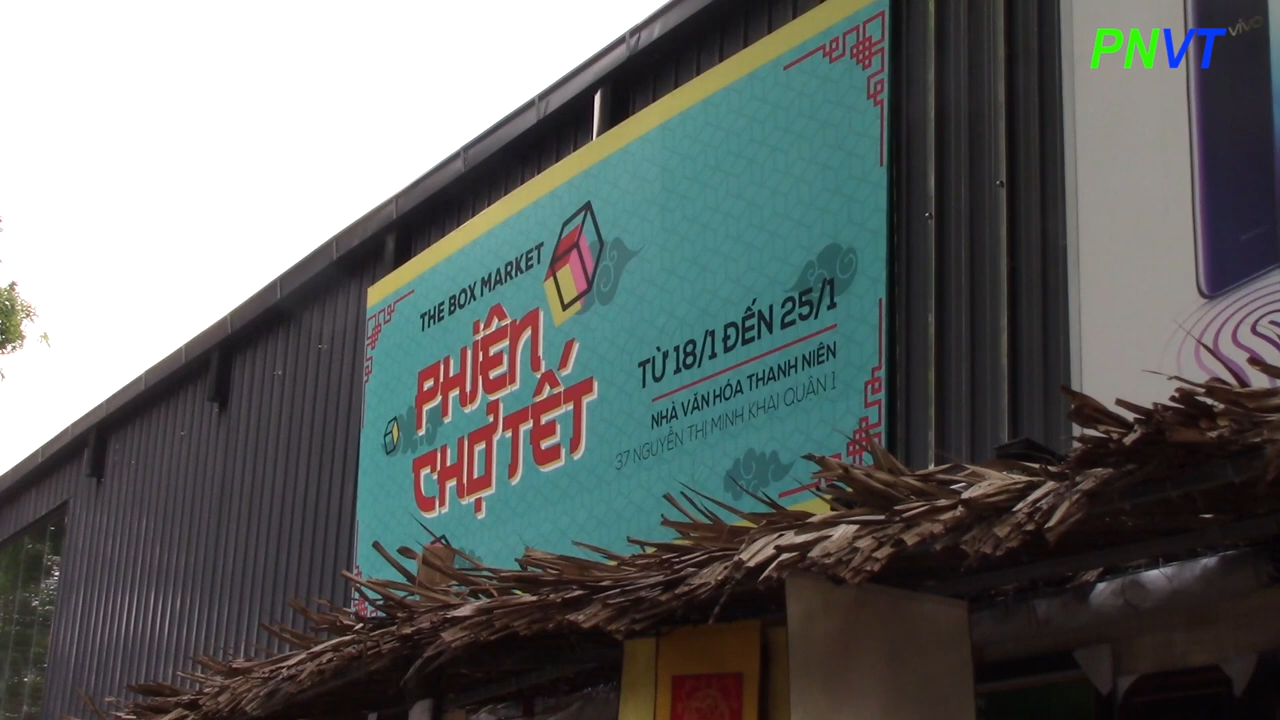 PNVT
vivo
THE BOX MARKET
PHIÊN
CHỢ TẾT
TỪ 18/1 ĐẾN 25/1
NHÀ VĂN HÓA THANH NIÊN
37 NGUYỄN THỊ MINH KHAI QUẬN 1